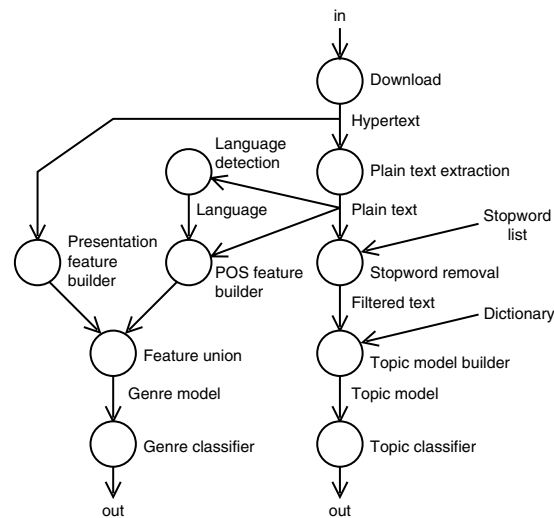 in
Download
Hypertext
Language
detection
Plain text extraction
Language
Plain text
Stopword
list
Presentation
feature
builder
POS feature
builder
Stopword removal
Filtered text
Dictionary
Feature union
Topic model builder
Genre model
Topic model
Genre classifier
Topic classifier
out
out